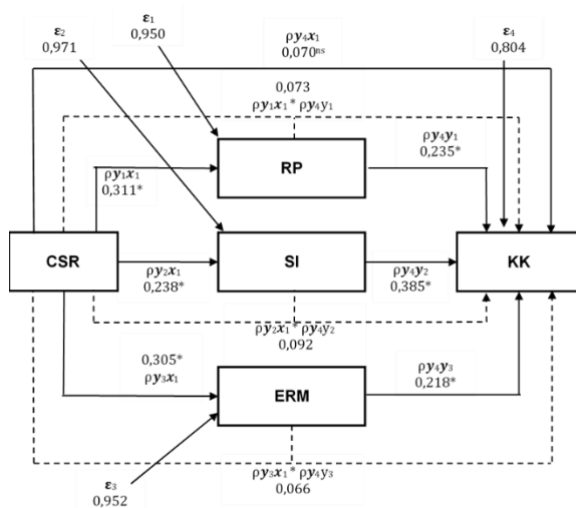 ε₂
0,971
ε₁
0,950
ρy₄x₁
0,070ⁿˢ
ε₄
0,804
0,073
ρy₁x₁* ρy₄y₁
ρy₄y₁
0,235*
RP
ρy₁x₁
0,311*
CSR
SI
KK
ρy₂x₁
0,238*
ρy₄y₂
0,385*
ρy₂x₁* ρy₄y₂
0,092
0,305*
ρy₃x₁
ρy₄y₃
0,218*
ERM
ρy₃x₁* ρy₄y₃
0,066
ε₃
0,952